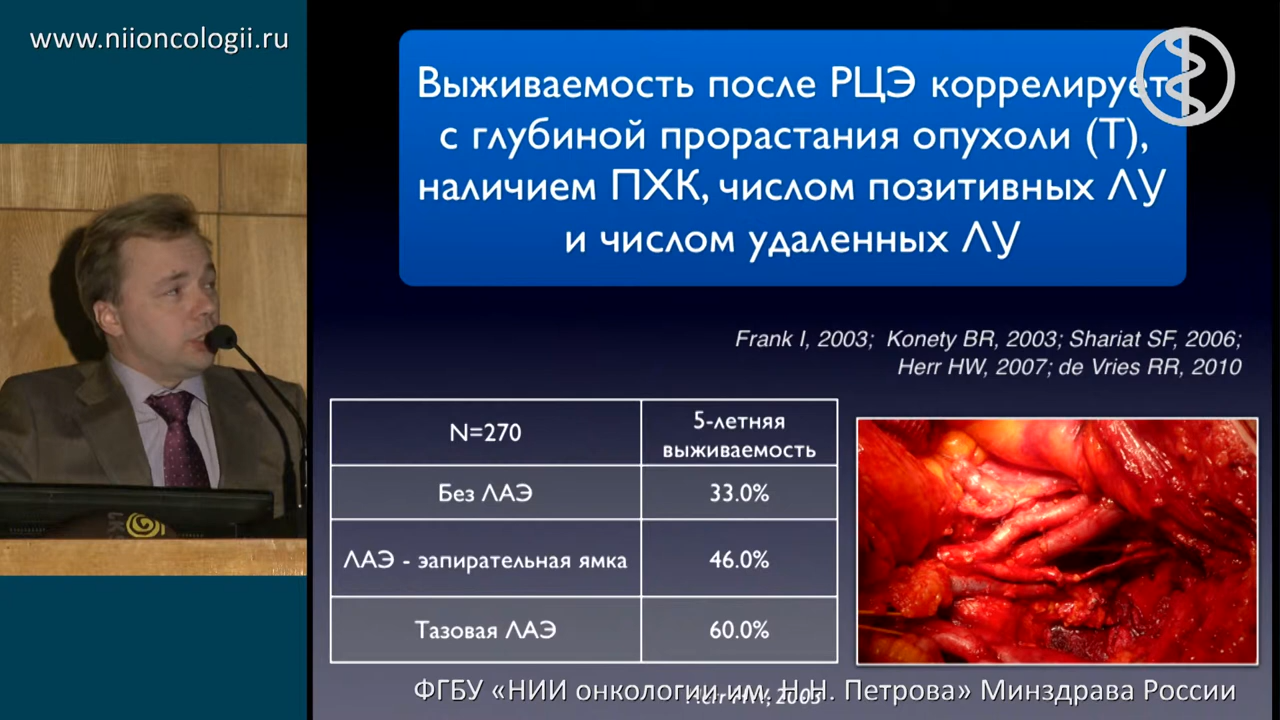 www.niioncologii.ru
Выживаемость после РЦЭ коррелирует
с глубиной прорастания опухоли (Т),
наличием ПХК, числом позитивных ЛУ
и числом удаленных ЛУ
Frank I, 2003; Konety BR, 2003; Shariat SF, 2006;
Herr HW, 2007; de Vries RR, 2010
N=270
5-летняя
выживаемость
Без ЛАЭ
33.0%
ЛАЭ - запирательная ямка
46.0%
Тазовая ЛАЭ
60.0%
ФГБУ «НИИ онкологии им. Н.Н. Петрова» Минздрава России